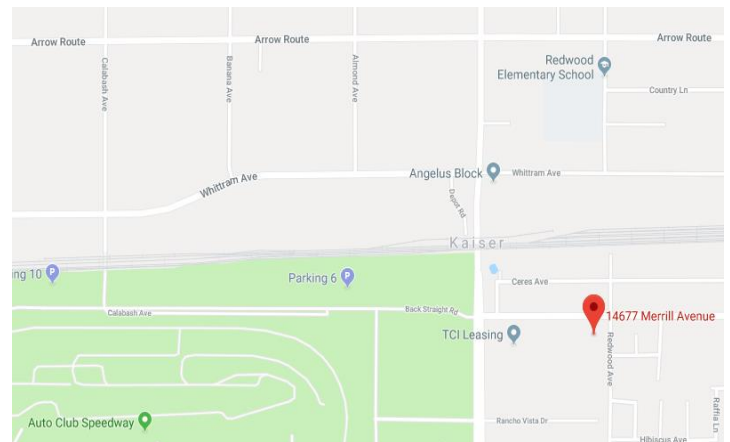 Arrow Route
Arrow Route
Arrow Route
Calabash Ave
Banana Ave
Almond Ave
Redwood
Elementary School
Country Ln
Whittram Ave
Angelus Block
Whittram Ave
Depot Rd
Kaiser
ng 10
P
Parking 6
P
Ceres Ave
Calabash Ave
Back Straight Rd
14677 Merrill Avenue
TCI Leasing
Redwood Ave
Auto Club Speedway
Rancho Vista Dr
Raffia Ln
Hibiscus Ave